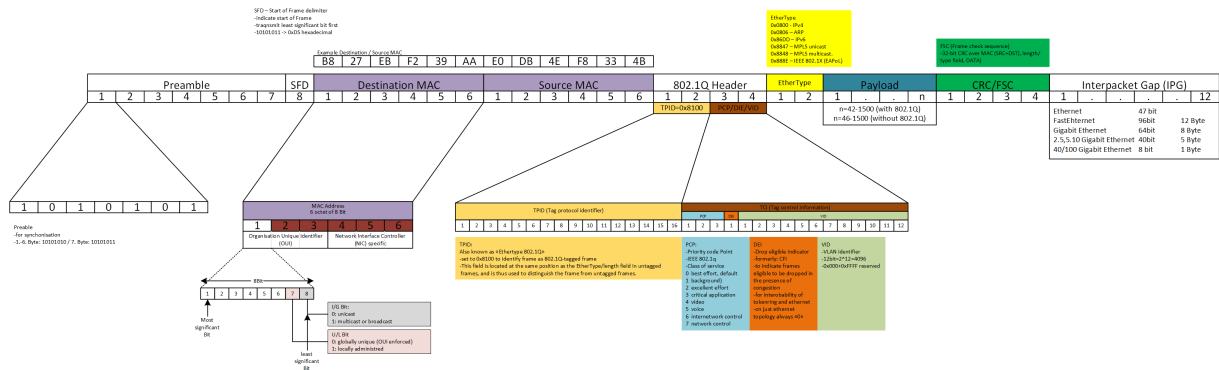 SFD – Start of Frame delimiter
-indicate start of Frame
-traqnsmit least significant bit first
-10101011 -> 0xD5 hexadecimal
EtherType
0x0800 - IPv4
0x0806 – ARP
0x86DD – IPv6
0x8847 – MPLS unicast
0x8848 – MPLS multicast.
0x888E – IEEE 802.1X (EAPoL)
FSC (Frame check sequence)
-32-bit CRC over MAC (SRC+DST), length/
type field, DATA)
Example Destination / Source MAC
B8 27 EB F2 39 AA E0 DB 4E F8 33 4B
Preamble SFD Destination MAC Source MAC 802.1Q Header EtherType Payload CRC/FSC Interpacket Gap (IPG)
1 2 3 4 5 6 7 8 1 2 3 4 5 6 1 2 3 4 5 6 1 2 3 4 1 2 1 . . n 1 2 3 4 1 . . . . 12
TPID=0x8100 PCP/DIE/VID
n=42-1500 (with 802.1Q)
n=46-1500 (without 802.1Q)
Ethernet 47 bit
FastEhternet 96bit 12 Byte
Gigabit Ethernet 64bit 8 Byte
2.5,5.10 Gigabit Ethernet 40bit 5 Byte
40/100 Gigabit Ethernet 8 bit 1 Byte
1 0 1 0 1 0 1 1
Preable
-for synchonisation
-1.-6. Byte: 10101010 / 7. Byte: 10101011
MAC Address
6 octet of 8 Bit
1 2 3 4 5 6
Organisation Unique Identifier
(OUI)
Network Interface Controller
(NIC) specific
8Bit
1 2 3 4 5 6 7 8
Most
significant
Bit
least
significant
Bit
I/G Bit:
0: unicast
1: multicast or broadcast
U/L Bit
0: globally unique (OUI enforced)
1: locally administred
TPID (Tag protocol identifier) TCI (Tag control information)
PCP DEI VID
1 2 3 4 5 6 7 8 9 10 11 12 13 14 15 16 1 2 3 1 1 2 3 4 5 6 7 8 9 10 11 12
TPID:
Also known as «Ethertype 802.1Q»
-set to 0x8100 to identify frame as 802.1Q-tagged frame
-This field is located at the same position as the EtherType/length field in untagged
frames, and is thus used to distinguish the frame from untagged frames.
PCP:
-Priority code Point
-IEEE 802.1q
-Class of service
0 best effort, default
1 background)
2 excellent effort
3 critical application
4 video
5 voice
6 internetwork control
7 network control
DEI
-Drop eligible indicator
-formerly: CFI
-to indicate frames
eligible to be dropped in
the presence of
congestion
-for interobability of
tokenring and ethernet
-on just ethernet
topology always «0»
VID
-VLAN Identifier
-12bit=2^12=4096
-0x000+0xFFFF reserved